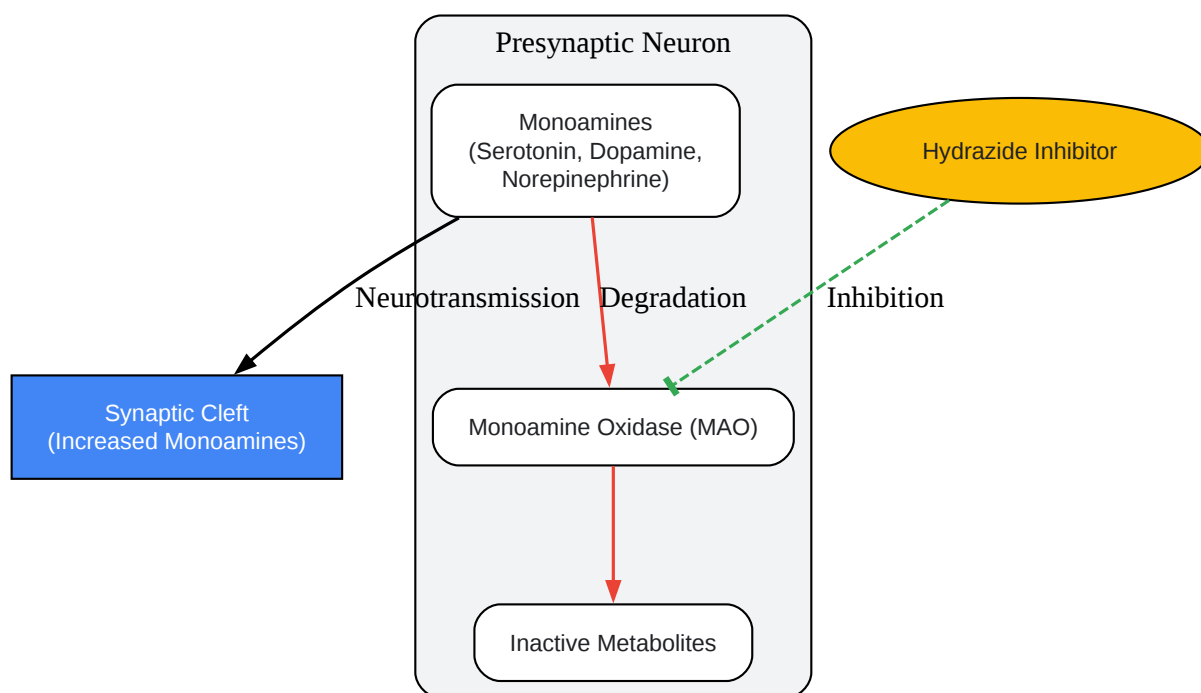 Presynaptic Neuron
Monoamines
(Serotonin, Dopamine,
Norepinephrine)
Hydrazide Inhibitor
Neurotransmission
Degradation
Inhibition
Synaptic Cleft
(Increased Monoamines)
Monoamine Oxidase (MAO)
Inactive Metabolites